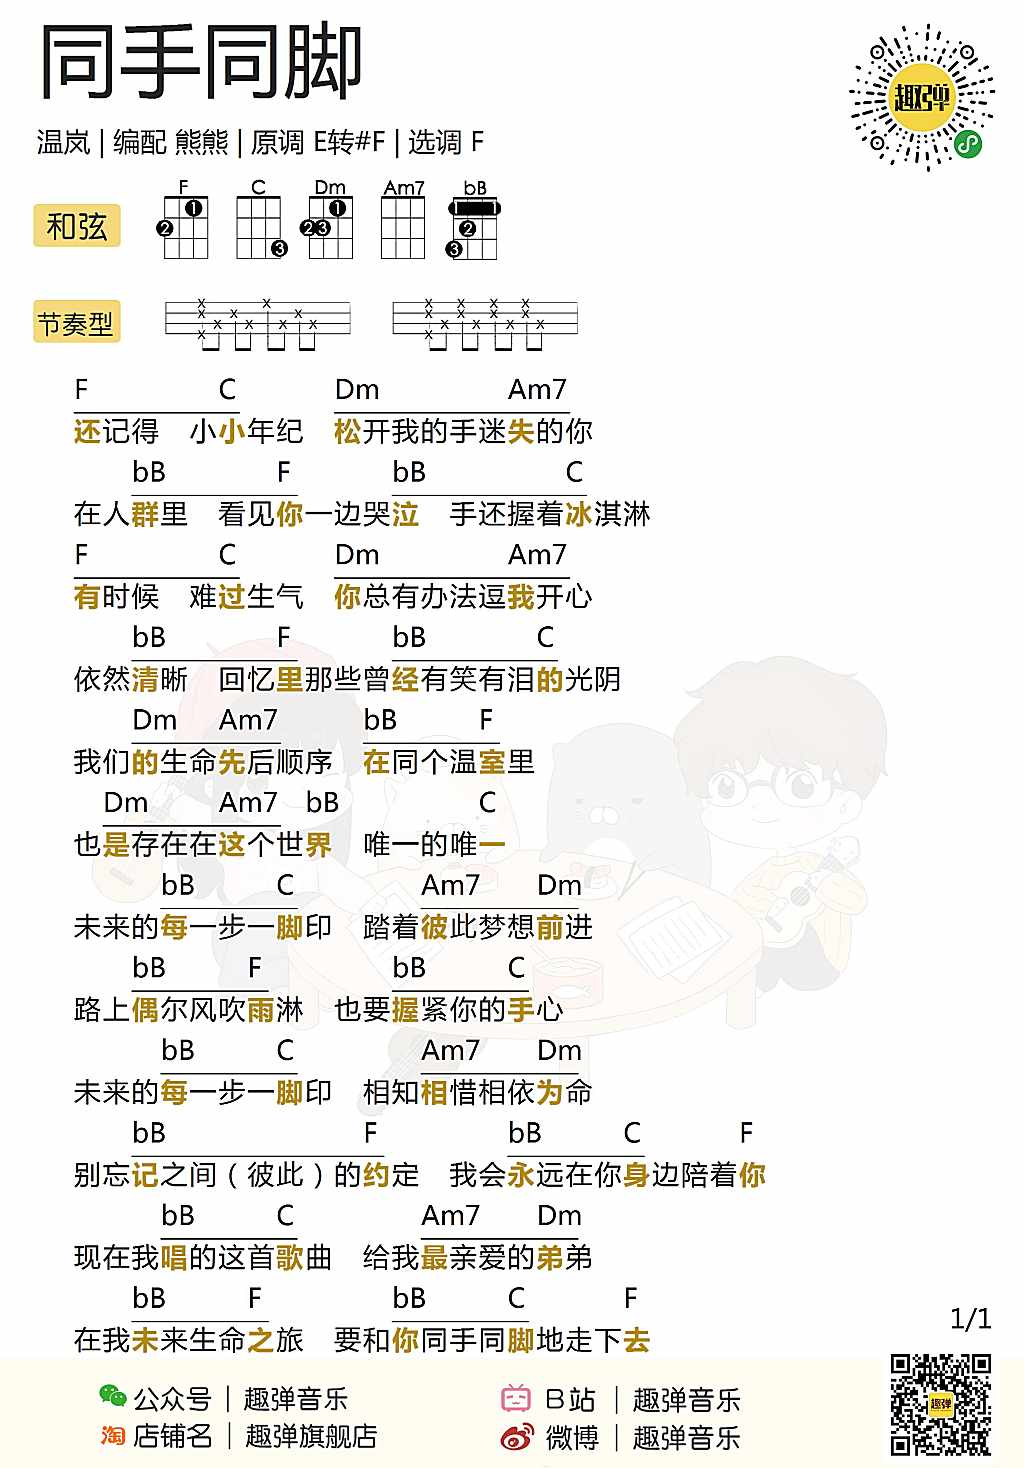 同手同脚
趣弹
温岚 | 编配 熊熊 | 原调 E转#F | 选调 F
和弦 F C Dm Am7 bB
1 2 3 1 2 3 1 1 2 3
节奏型
F C Dm Am7
还记得 小小年纪 松开我的手迷失的你
bB F bB C
在人群里 看见你一边哭泣 手还握着冰淇淋
F C Dm Am7
有时候 难过生气 你总有办法逗我开心
bB F bB C
依然清晰 回忆里那些曾经有笑有泪的光阴
Dm Am7 bB F
我们的生命先后顺序 在同个温室里
Dm Am7 bB C
也是存在在这个世界 唯一的唯一
bB C Am7 Dm
未来的每一步一脚印 踏着彼此梦想前进
bB F bB C
路上偶尔风吹雨淋 也要握紧你的手心
bB C Am7 Dm
未来的每一步一脚印 相知相惜相依为命
bB F bB C F
别忘记之间（彼此）的约定 我会永远在你身边陪着你
bB C Am7 Dm
现在我唱的这首歌曲 给我最亲爱的弟弟
bB F bB C F
在我未来生命之旅 要和你同手同脚地走下去
1/1
公众号 | 趣弹音乐 B站 | 趣弹音乐
淘 店铺名 | 趣弹旗舰店 微博 | 趣弹音乐
趣弹